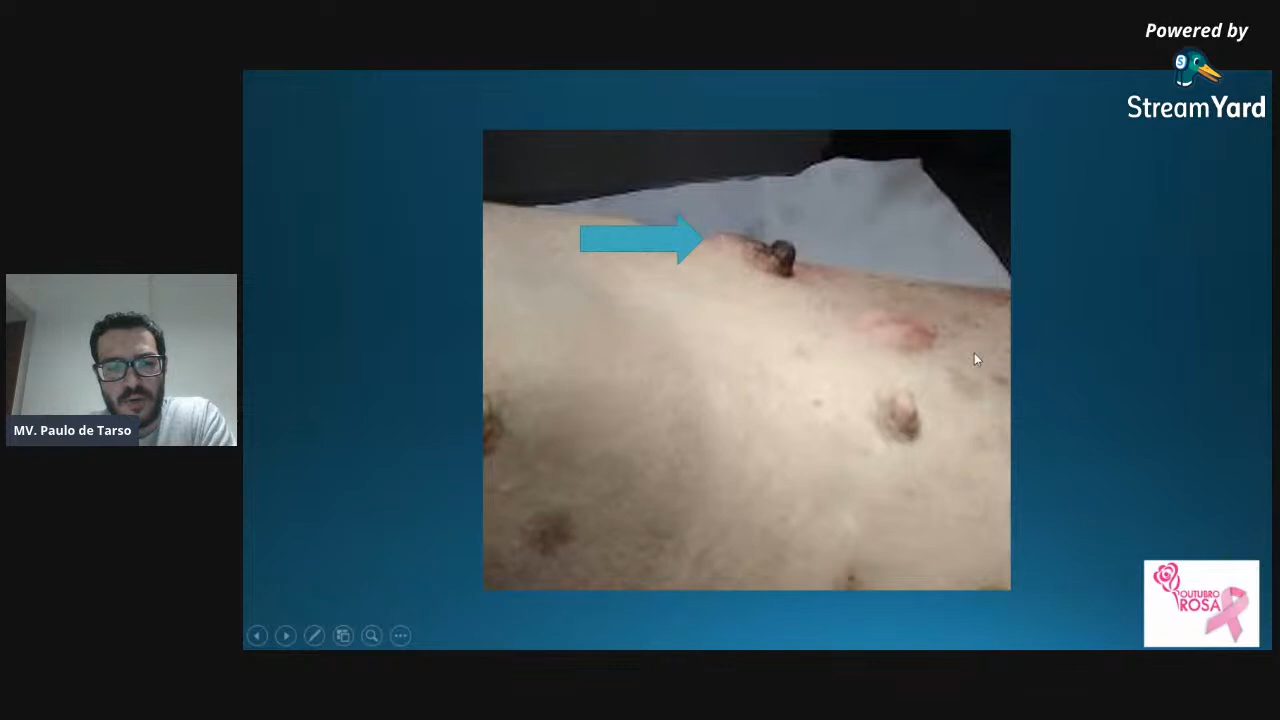 Powered by
StreamYard
MV. Paulo de Tarso
OUTUBRO
ROSA